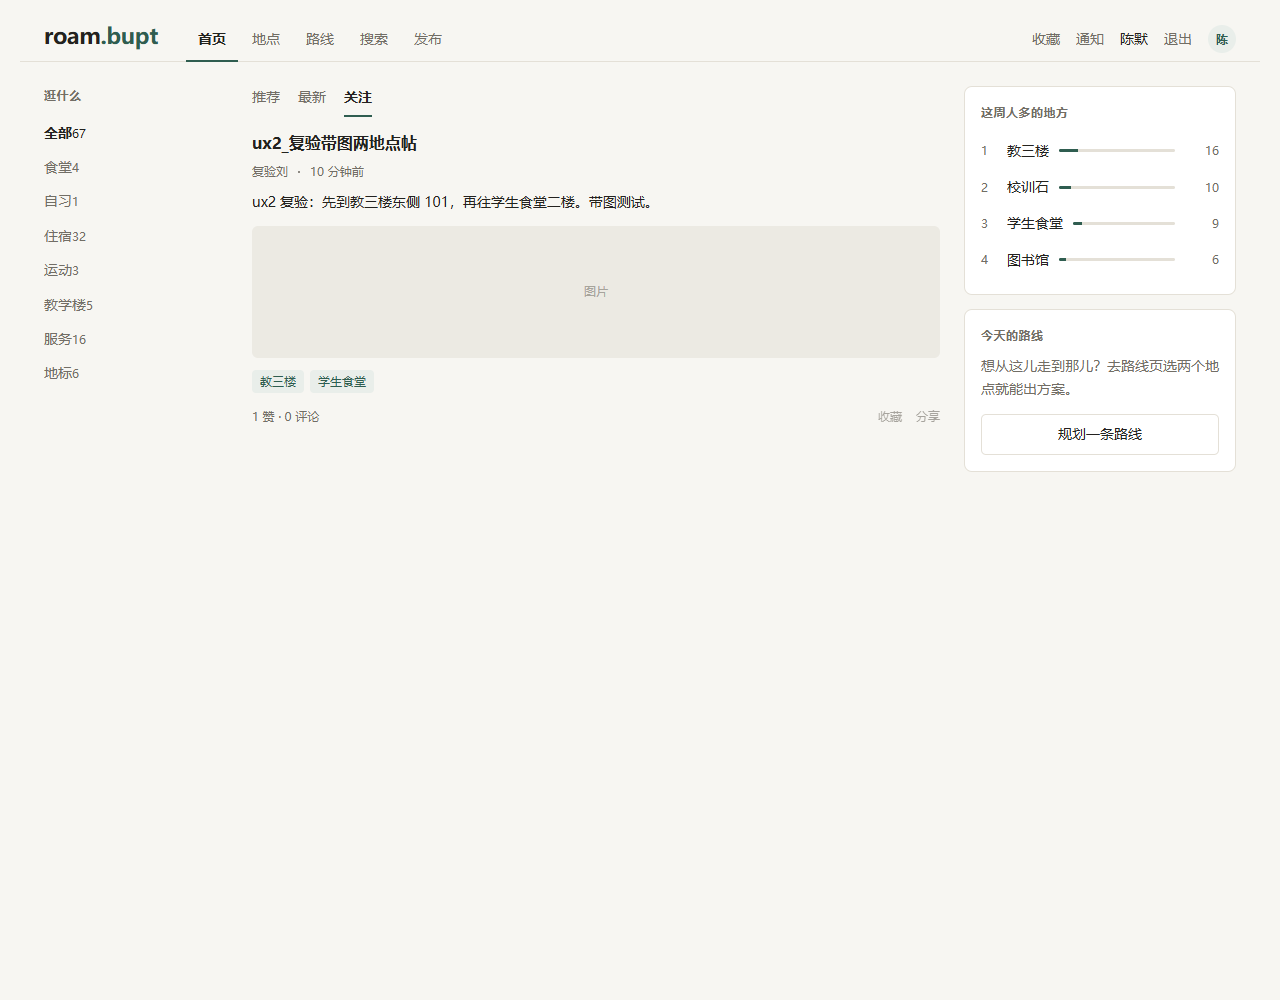 roam.bupt 首页 地点 路线 搜索 发布 收藏 通知 陈默 退出 陈
逛什么
全部67
食堂4
自习1
住宿32
运动3
教学楼5
服务16
地标6
推荐 最新 关注
ux2_复验带图两地点帖
复验刘 · 10 分钟前
ux2 复验：先到教三楼东侧 101，再往学生食堂二楼。带图测试。
图片
教三楼 学生食堂
1 赞 · 0 评论 收藏 分享
这周人多的地方
1 教三楼 16
2 校训石 10
3 学生食堂 9
4 图书馆 6
今天的路线
想从这儿走到那儿？去路线页选两个地
点就能出方案。
规划一条路线